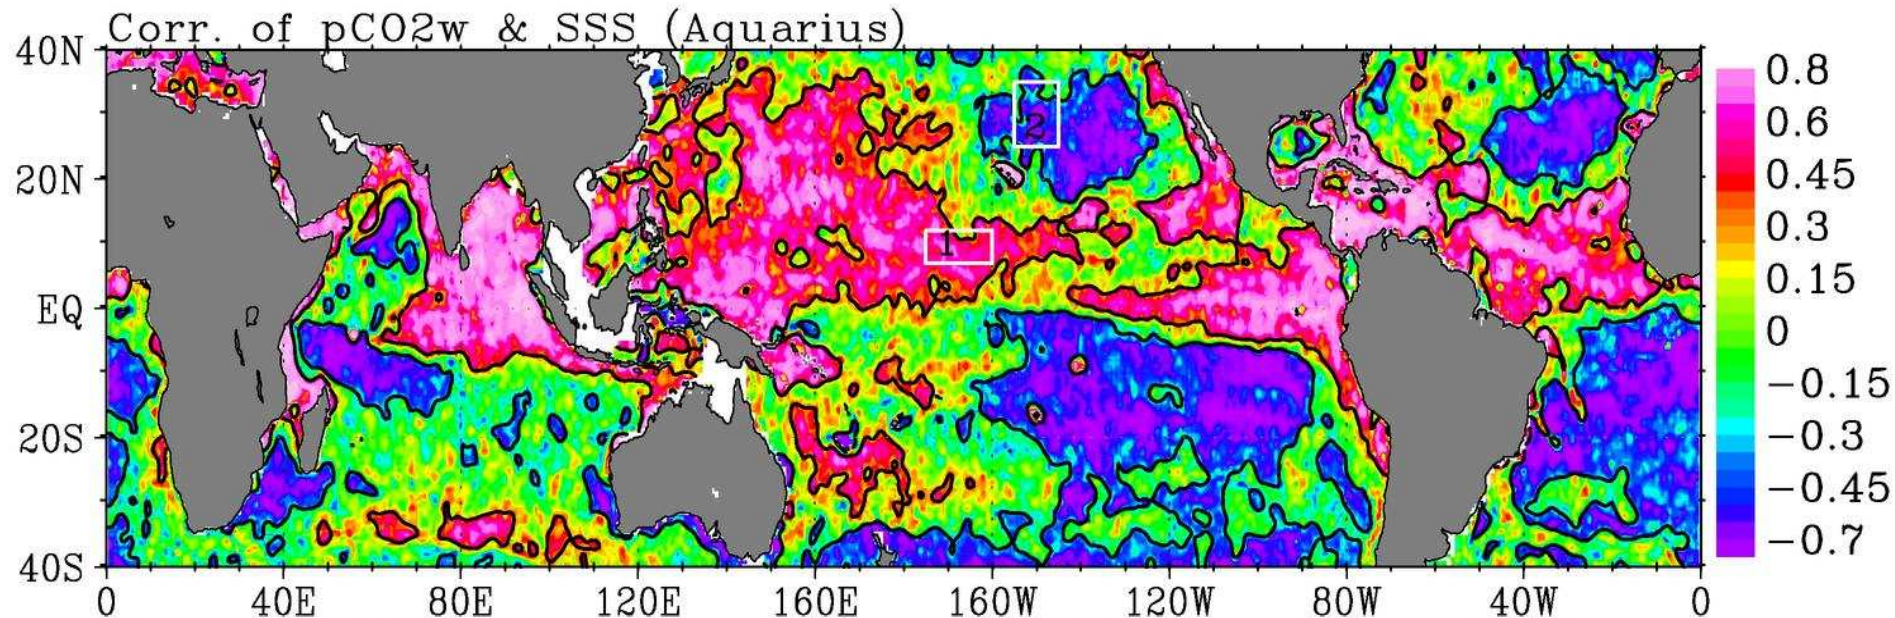 Corr. of pCO2w & SSS (Aquarius)
40N
20N
EQ
20S
40S
0 40E 80E 120E 160E 160W 120W 80W 40W 0
1
2
0.8
0.6
0.45
0.3
0.15
0
−0.15
−0.3
−0.45
−0.7